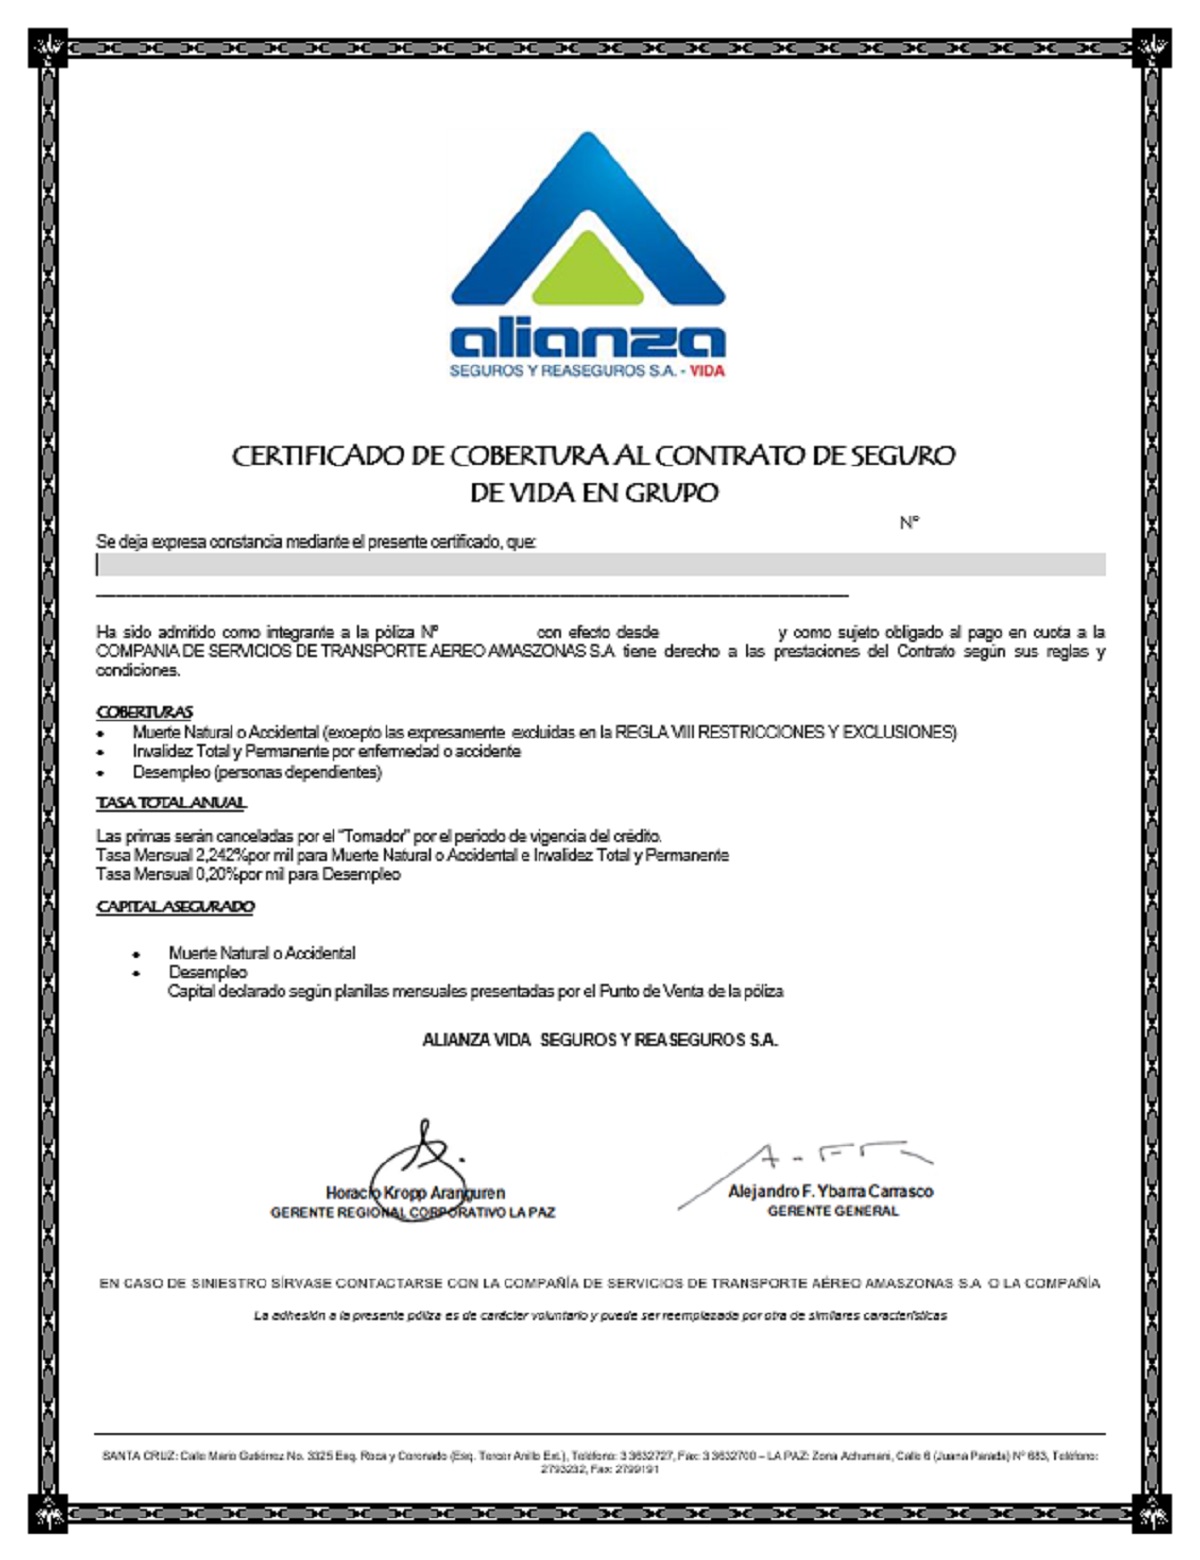 alianza
SEGUROS Y REASEGUROS S.A. - VIDA
CERTIFICADO DE COBERTURA AL CONTRATO DE SEGURO
DE VIDA EN GRUPO
Nº
Se deja expresa constancia mediante el presente certificado, que:
Ha sido admitido como integrante a la póliza Nº con efecto desde y como sujeto obligado al pago en cuota a la
COMPANIA DE SERVICIOS DE TRANSPORTE AEREO AMASZONAS S.A tiene derecho a las prestaciones del Contrato según sus reglas y
condiciones.
COBERTURAS
• Muerte Natural o Accidental (excepto las expresamente excluidas en la REGLA VIII RESTRICCIONES Y EXCLUSIONES)
• Invalidez Total y Permanente por enfermedad o accidente
• Desempleo (personas dependientes)
TASA TOTAL ANUAL
Las primas serán canceladas por el "Tomador" por el periodo de vigencia del crédito.
Tasa Mensual 2,242%por mil para Muerte Natural o Accidental e Invalidez Total y Permanente
Tasa Mensual 0,20%por mil para Desempleo
CAPITAL ASEGURADO
• Muerte Natural o Accidental
• Desempleo
Capital declarado según planillas mensuales presentadas por el Punto de Venta de la póliza
ALIANZA VIDA SEGUROS Y REASEGUROS S.A.
Horacio Kropp Aranguren
GERENTE REGIONAL CORPORATIVO LA PAZ
Alejandro F. Ybarra Carrasco
GERENTE GENERAL
EN CASO DE SINIESTRO SÍRVASE CONTACTARSE CON LA COMPAÑÍA DE SERVICIOS DE TRANSPORTE AÉREO AMASZONAS S.A O LA COMPAÑÍA
La adhesión a la presente póliza es de carácter voluntario y puede ser reemplazada por otra de similares características
SANTA CRUZ: Calle Mario Gutiérrez No. 3325 Esq. Rosa y Coronado (Esq. Tercer Anillo Ext.), Teléfono: 3 3632727, Fax: 3 3632700 – LA PAZ: Zona Achumani, Calle 6 (Juana Parada) Nº 683, Teléfono:
2793232, Fax: 2799191